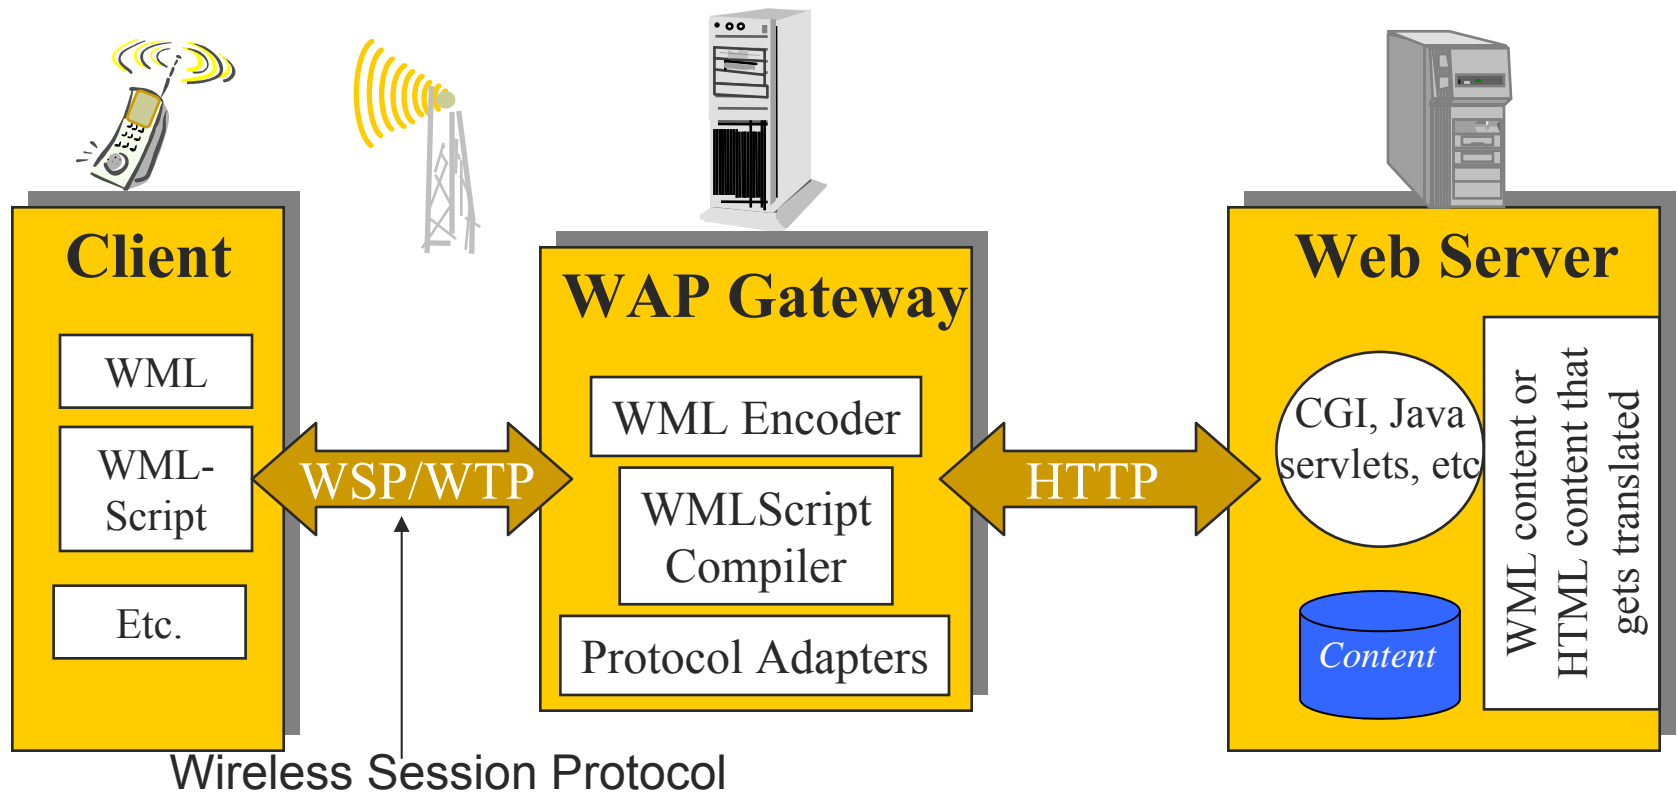 Client
WML
WML-
Script
Etc.
WSP/WTP
Wireless Session Protocol
WAP Gateway
WML Encoder
WMLScript
Compiler
Protocol Adapters
HTTP
Web Server
CGI, Java
servlets, etc
Content
WML content or
HTML content that
gets translated